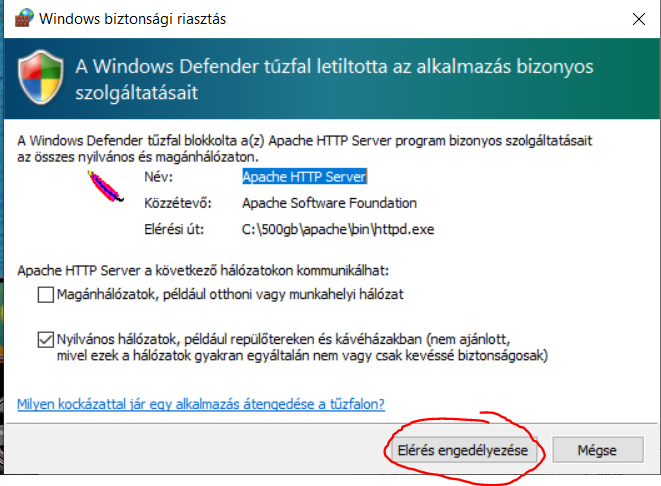 Windows biztonsági riasztás
A Windows Defender tűzfal letiltotta az alkalmazás bizonyos
szolgáltatásait
A Windows Defender tűzfal blokkolta a(z) Apache HTTP Server program bizonyos szolgáltatásait
az összes nyilvános és magánhálózaton.
Név: Apache HTTP Server
Közzétevő: Apache Software Foundation
Elérési út: C:\500gb\apache\bin\httpd.exe
Apache HTTP Server a következő hálózatokon kommunikálhat:
Magánhálózatok, például otthoni vagy munkahelyi hálózat
Nyilvános hálózatok, például repülőtereken és kávéházakban (nem ajánlott,
mivel ezek a hálózatok gyakran egyáltalán nem vagy csak kevéssé biztonságosak)
Milyen kockázattal jár egy alkalmazás átengedése a tűzfalon?
Elérés engedélyezése Mégse